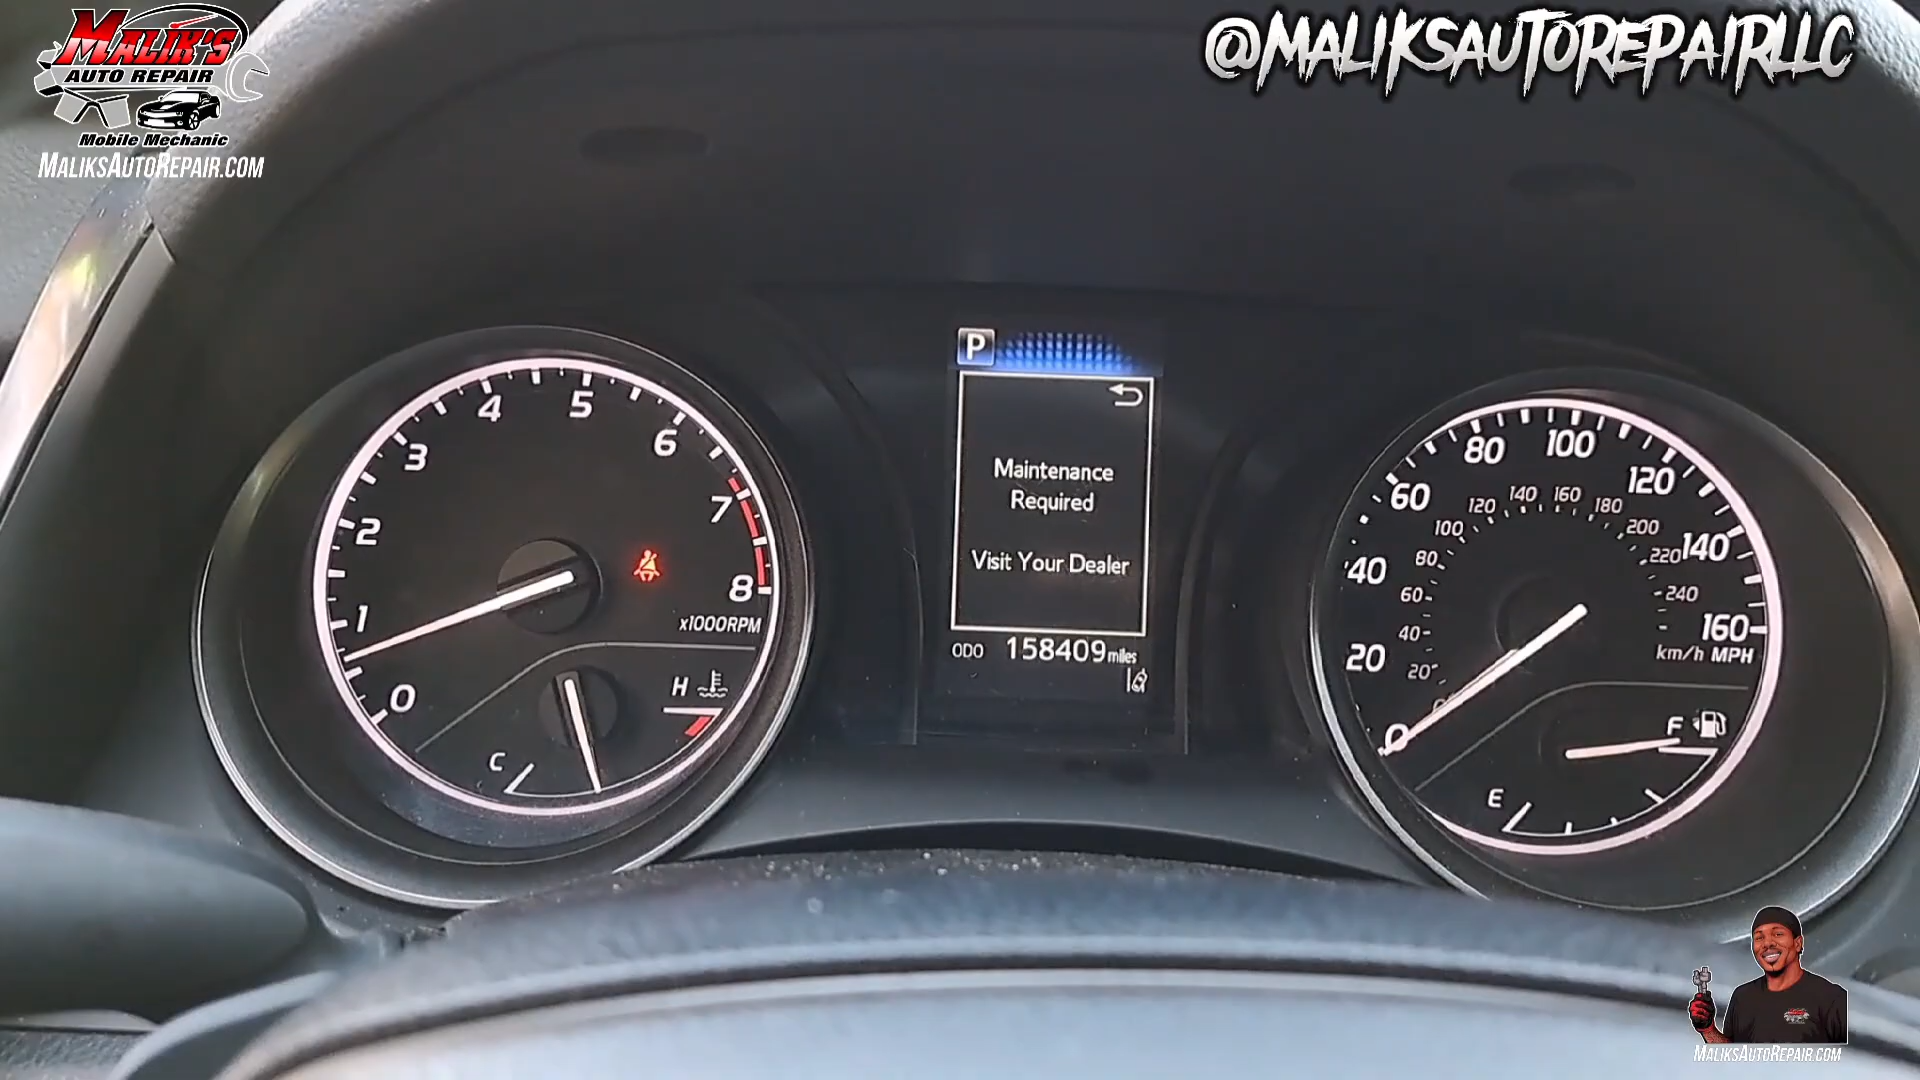 MALIK'S
AUTO REPAIR
Mobile Mechanic
MALIKSAUTOREPAIR.COM
@MALIKSAUTOREPAIRLLC
P
Maintenance
Required
Visit Your Dealer
ODO 158409 miles
0
1
2
3
4
5
6
7
8
x1000RPM
C
H
0
20
40
60
80
100
120
140
160
20
40
60
80
100
120
140
160
180
200
220
240
km/h MPH
E
F
MALIKSAUTOREPAIR.COM